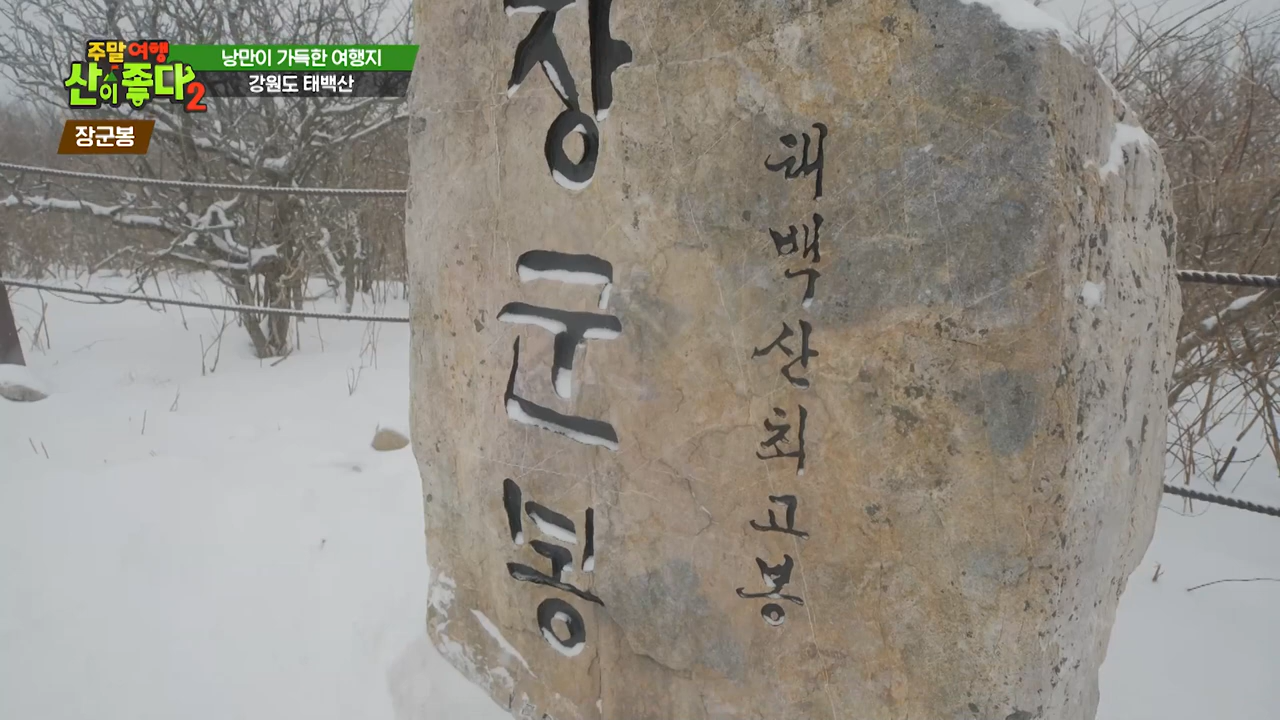 주말 여행
산이 좋다2
낭만이 가득한 여행지
강원도 태백산
장군봉
장군봉
태백산최고봉